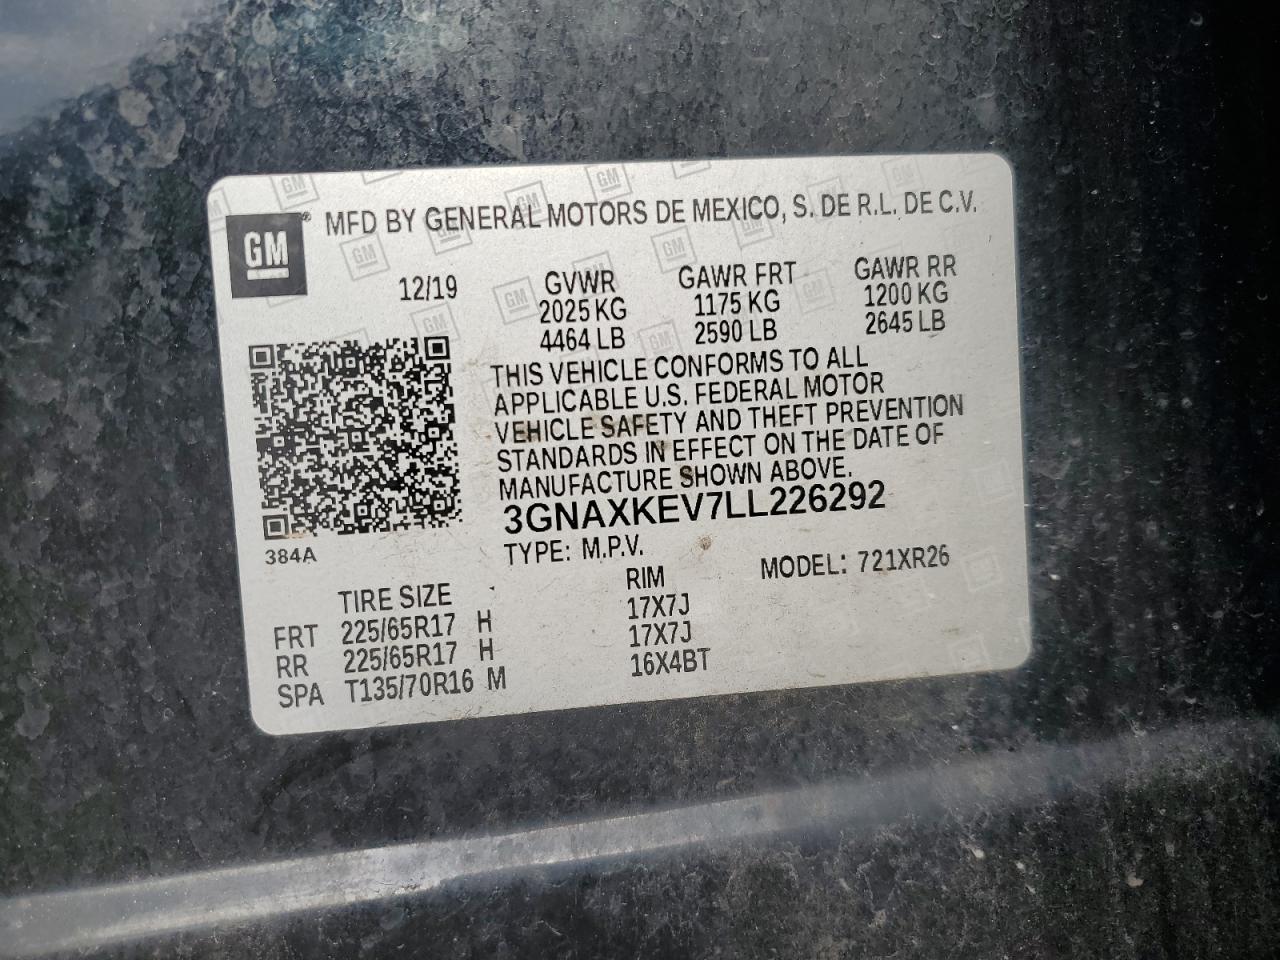 GM
MFD BY GENERAL MOTORS DE MEXICO, S. DE R.L. DE C.V.
12/19
GVWR
2025 KG
4464 LB
GAWR FRT
1175 KG
2590 LB
GAWR RR
1200 KG
2645 LB
THIS VEHICLE CONFORMS TO ALL
APPLICABLE U.S. FEDERAL MOTOR
VEHICLE SAFETY AND THEFT PREVENTION
STANDARDS IN EFFECT ON THE DATE OF
MANUFACTURE SHOWN ABOVE.
3GNAXKEV7LL226292
TYPE: M.P.V.
MODEL: 721XR26
384A
TIRE SIZE RIM
FRT 225/65R17 H 17X7J
RR 225/65R17 H 17X7J
SPA T135/70R16 M 16X4BT